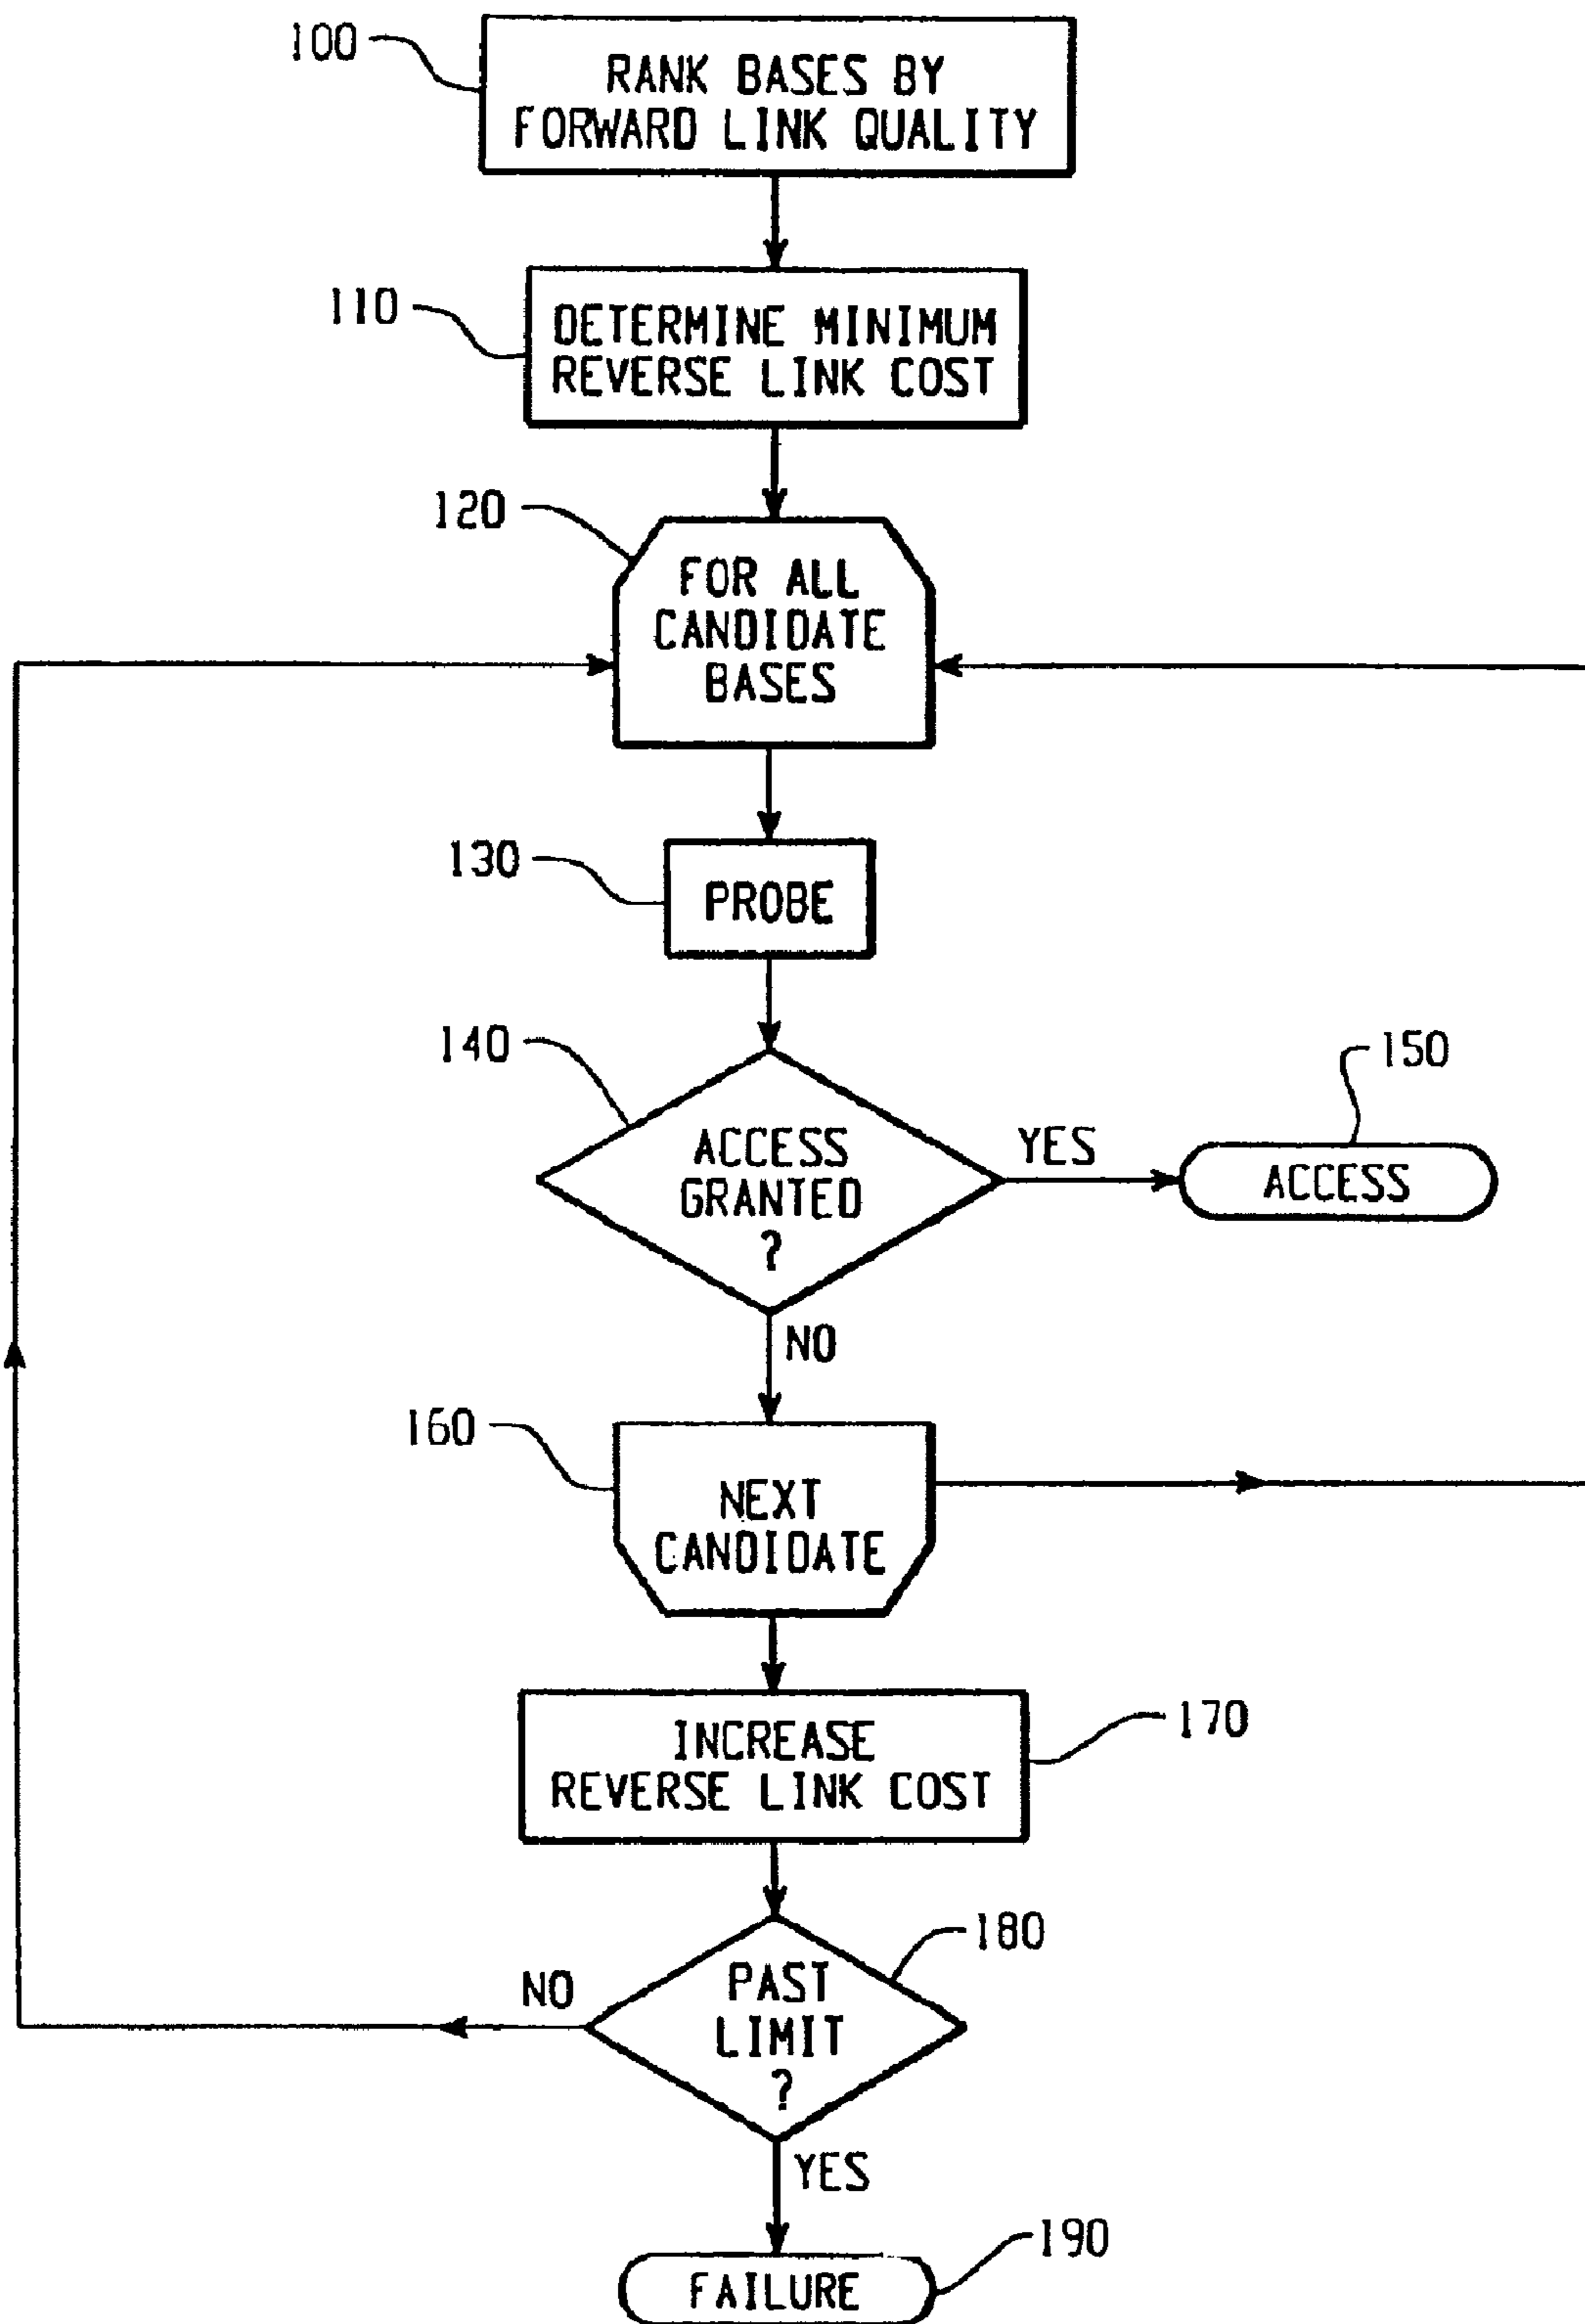 100
RANK BASES BY
FORWARD LINK QUALITY
110
DETERMINE MINIMUM
REVERSE LINK COST
120
FOR ALL
CANDIDATE
BASES
130
PROBE
140
ACCESS
GRANTED
?
YES
150
ACCESS
NO
160
NEXT
CANDIDATE
170
INCREASE
REVERSE LINK COST
180
PAST
LIMIT
?
NO
YES
190
FAILURE